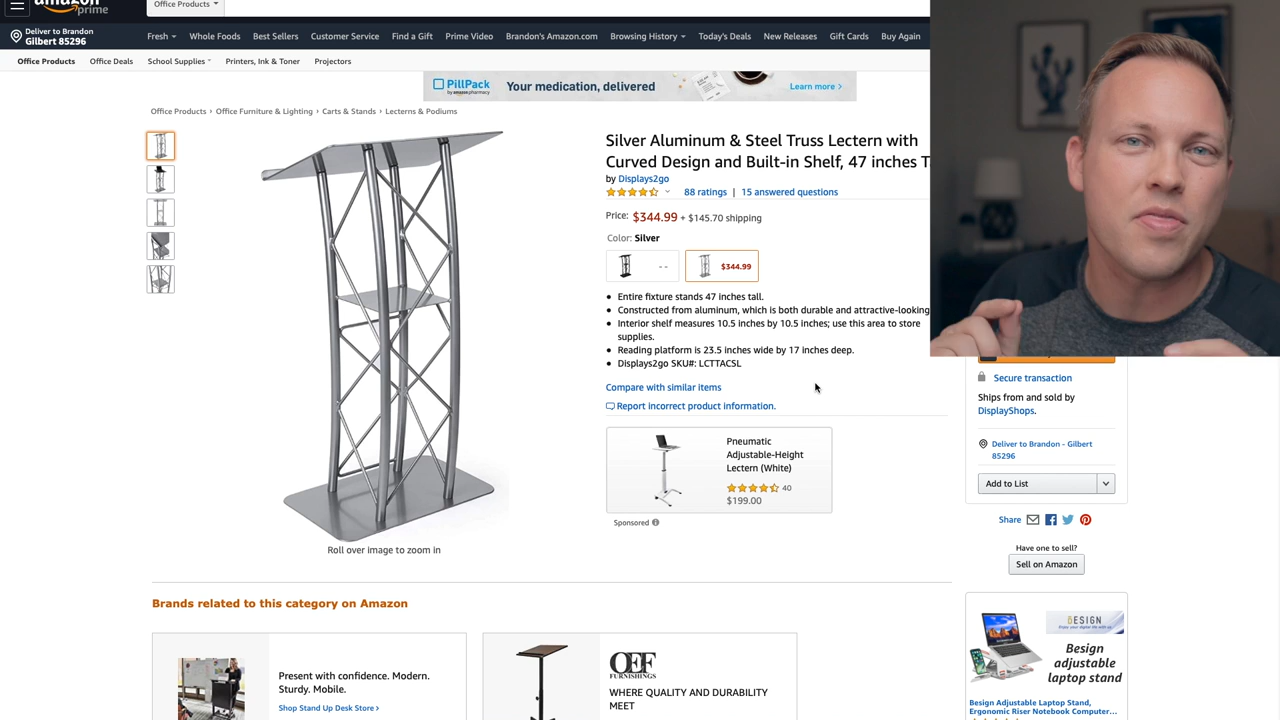 amazon
prime
Office Products
Deliver to Brandon
Gilbert 85296
Fresh
Whole Foods
Best Sellers
Customer Service
Find a Gift
Prime Video
Brandon's Amazon.com
Browsing History
Today's Deals
New Releases
Gift Cards
Buy Again
Office Products
Office Deals
School Supplies
Printers, Ink & Toner
Projectors
PillPack
by amazon pharmacy
Your medication, delivered
Learn more ›
Office Products › Office Furniture & Lighting › Carts & Stands › Lecterns & Podiums
Silver Aluminum & Steel Truss Lectern with
Curved Design and Built-in Shelf, 47 inches T
by Displays2go
88 ratings | 15 answered questions
Price: $344.99 + $145.70 shipping
Color: Silver
- -
$344.99
• Entire fixture stands 47 inches tall.
• Constructed from aluminum, which is both durable and attractive-looking
• Interior shelf measures 10.5 inches by 10.5 inches; use this area to store
supplies.
• Reading platform is 23.5 inches wide by 17 inches deep.
• Displays2go SKU#: LCTTACSL
Compare with similar items
Report incorrect product information.
Pneumatic
Adjustable-Height
Lectern (White)
40
$199.00
Sponsored
Roll over image to zoom in
Secure transaction
Ships from and sold by
DisplayShops.
Deliver to Brandon - Gilbert
85296
Add to List
Share
Have one to sell?
Sell on Amazon
Brands related to this category on Amazon
Present with confidence. Modern.
Sturdy. Mobile.
Shop Stand Up Desk Store ›
OEF
FURNISHINGS
WHERE QUALITY AND DURABILITY
MEET
BESIGN
Besign
adjustable
laptop stand
Besign Adjustable Laptop Stand,
Ergonomic Riser Notebook Computer…